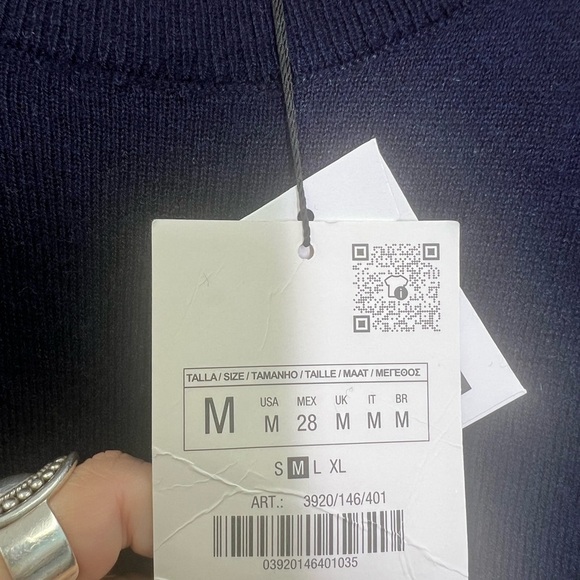 TALLA / SIZE / TAMANHO / TAILLE / MAAT / ΜΕΓΕΘΟΣ
M USA MEX UK IT BR
M 28 M M M
S M L XL
ART.: 3920/146/401
03920146401035